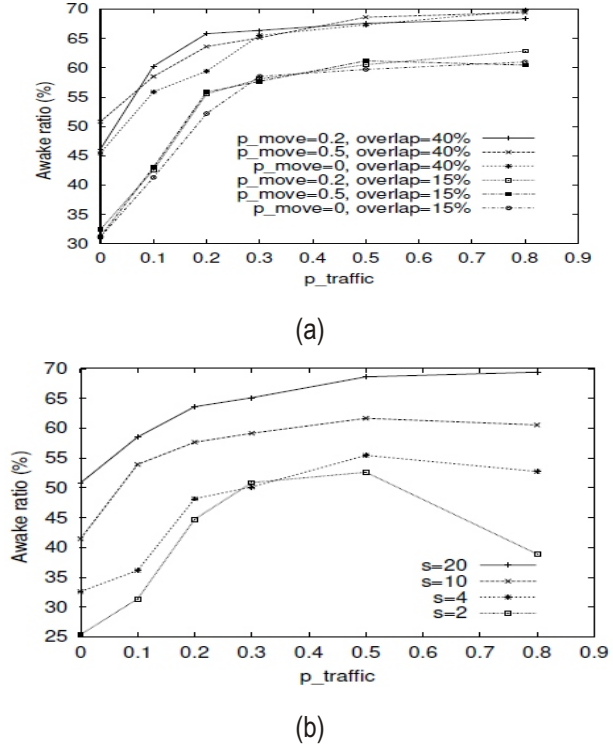 70
65
60
55
50
45
40
35
30
Awake ratio (%)
p_move=0.2, overlap=40%
p_move=0.5, overlap=40%
p_move=0, overlap=40%
p_move=0.2, overlap=15%
p_move=0.5, overlap=15%
p_move=0, overlap=15%
0 0.1 0.2 0.3 0.4 0.5 0.6 0.7 0.8 0.9
p_traffic
(a)
70
65
60
55
50
45
40
35
30
25
Awake ratio (%)
s=20
s=10
s=4
s=2
0 0.1 0.2 0.3 0.4 0.5 0.6 0.7 0.8 0.9
p_traffic
(b)